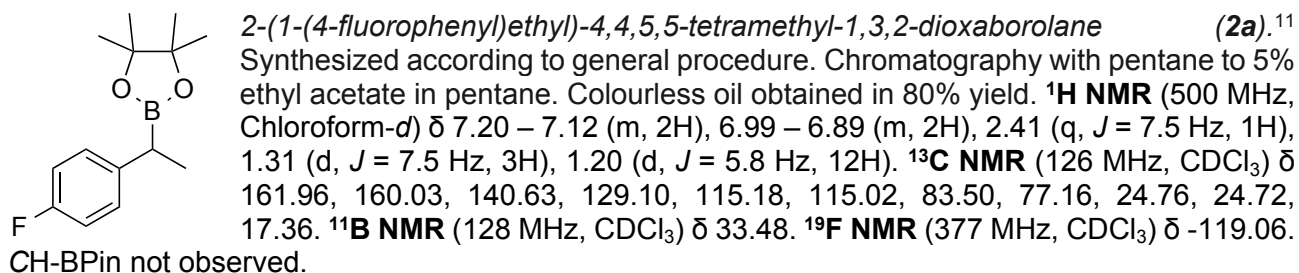 2-(1-(4-fluorophenyl)ethyl)-4,4,5,5-tetramethyl-1,3,2-dioxaborolane (2a).¹¹
Synthesized according to general procedure. Chromatography with pentane to 5%
ethyl acetate in pentane. Colourless oil obtained in 80% yield. ¹H NMR (500 MHz,
Chloroform-d) δ 7.20 – 7.12 (m, 2H), 6.99 – 6.89 (m, 2H), 2.41 (q, J = 7.5 Hz, 1H),
1.31 (d, J = 7.5 Hz, 3H), 1.20 (d, J = 5.8 Hz, 12H). ¹³C NMR (126 MHz, CDCl₃) δ
161.96, 160.03, 140.63, 129.10, 115.18, 115.02, 83.50, 77.16, 24.76, 24.72,
17.36. ¹¹B NMR (128 MHz, CDCl₃) δ 33.48. ¹⁹F NMR (377 MHz, CDCl₃) δ -119.06.
CH-BPin not observed.
O O
B
F